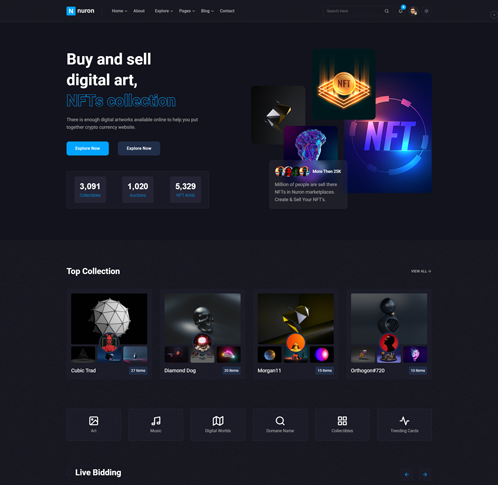 N nuron
Home About Explore Pages Blog Contact
Search Here
Buy and sell
digital art,
NFTs collection
There is enough digital artworks available online to help you put
together crypto currency website.
Explore Now
Explore Now
3,091
1,020
5,329
NFT Artist
NFT
NFT
More Then 23K
Million of people are sell there
NFTs in Nuron marketplaces.
Create & Sell Your NFT's.
Top Collection
VIEW ALL
Cubic Trad
27 Items
Diamond Dog
20 Items
Morgan11
15 Items
Orthogon#720
10 Items
Art
Music
Digital Worlds
Domane Name
Collectibles
Trending Cards
Live Bidding